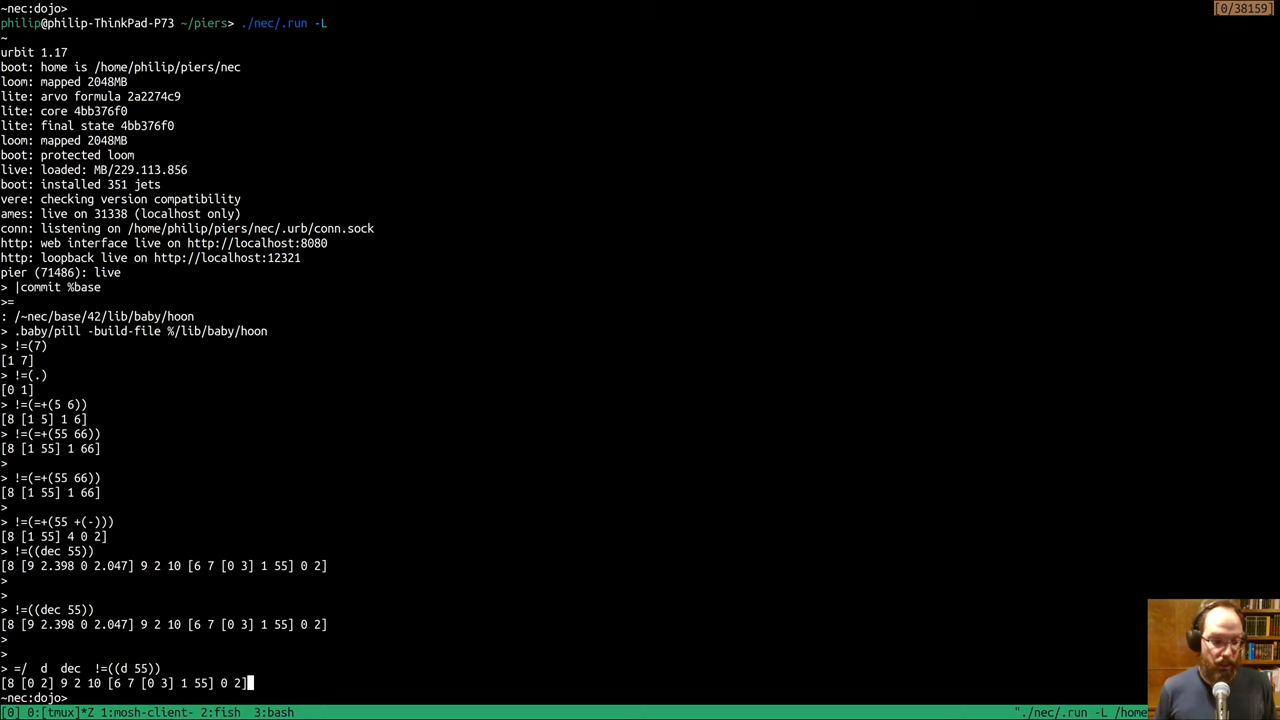 ~nec:dojo>
[0/38159]
philip@philip-ThinkPad-P73 ~/piers> ./nec/.run -L
~
urbit 1.17
boot: home is /home/philip/piers/nec
loom: mapped 2048MB
lite: arvo formula 2a2274c9
lite: core 4bb376f0
lite: final state 4bb376f0
loom: mapped 2048MB
boot: protected loom
live: loaded: MB/229.113.856
boot: installed 351 jets
vere: checking version compatibility
ames: live on 31338 (localhost only)
conn: listening on /home/philip/piers/nec/.urb/conn.sock
http: web interface live on http://localhost:8080
http: loopback live on http://localhost:12321
pier (71486): live
> |commit %base
>=
: /~nec/base/42/lib/baby/hoon
> .baby/pill -build-file %/lib/baby/hoon
> !=(7)
[1 7]
> !=(.)
[0 1]
> !=(=+(5 6))
[8 [1 5] 1 6]
> !=(=+(55 66))
[8 [1 55] 1 66]
>
> !=(=+(55 66))
[8 [1 55] 1 66]
>
> !=(=+(55 +(-)))
[8 [1 55] 4 0 2]
> !=((dec 55))
[8 [9 2.398 0 2.047] 9 2 10 [6 7 [0 3] 1 55] 0 2]
>
>
> !=((dec 55))
[8 [9 2.398 0 2.047] 9 2 10 [6 7 [0 3] 1 55] 0 2]
>
>
> =/  d  dec  !=((d 55))
[8 [0 2] 9 2 10 [6 7 [0 3] 1 55] 0 2]
~nec:dojo>
[0] 0:[tmux]*Z 1:mosh-client- 2:fish  3:bash
"./nec/.run -L /home